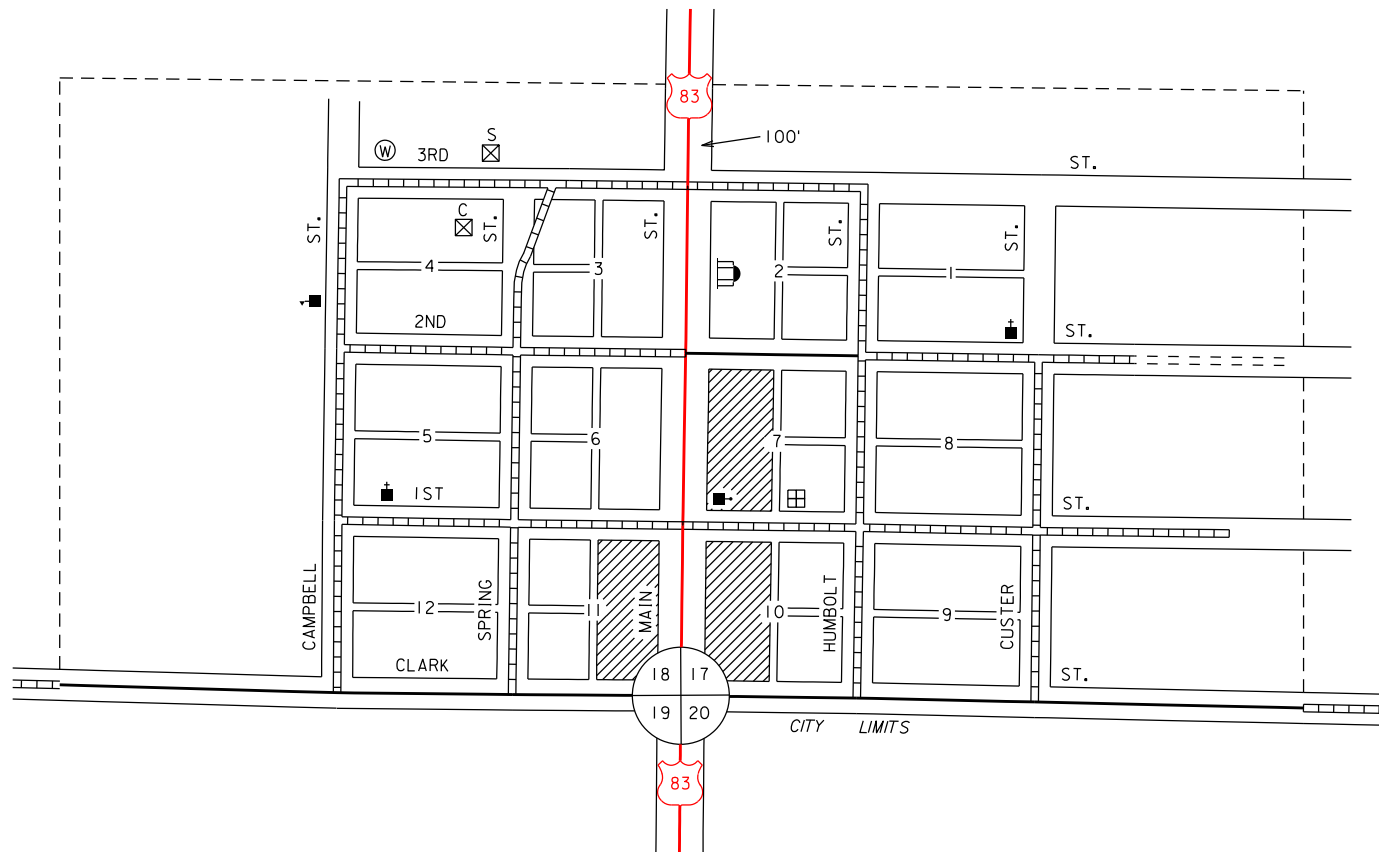 83
100'
W
3RD
S
ST.
C
ST.
ST.
ST.
ST.
ST.
4
3
2
1
2ND
ST.
5
6
7
8
1ST
ST.
CAMPBELL
SPRING
MAIN
HUMBOLT
CUSTER
12
11
10
9
CLARK
ST.
18
17
19
20
CITY LIMITS
83